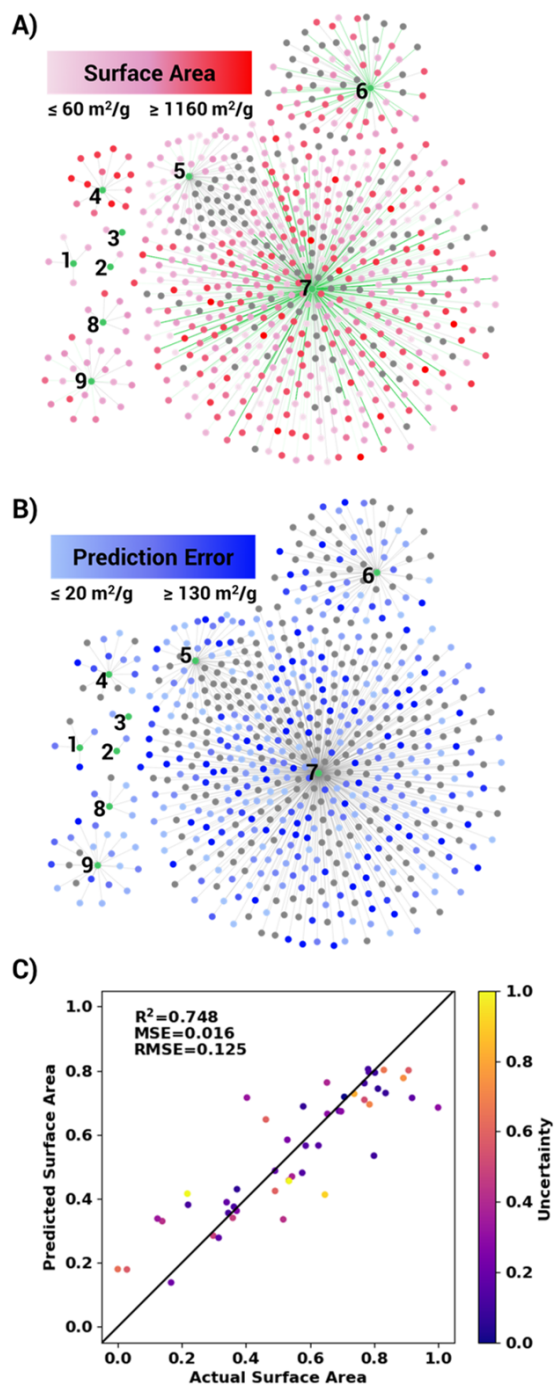 A)
Surface Area
≤ 60 m²/g ≥ 1160 m²/g
6
5
4
3
1
2
7
8
9
B)
Prediction Error
≤ 20 m²/g ≥ 130 m²/g
6
5
4
3
1
2
7
8
9
C)
R²=0.748
MSE=0.016
RMSE=0.125
1.0
0.8
0.6
0.4
0.2
0.0
Predicted Surface Area
0.0 0.2 0.4 0.6 0.8 1.0
Actual Surface Area
1.0
0.8
0.6
0.4
0.2
0.0
Uncertainty